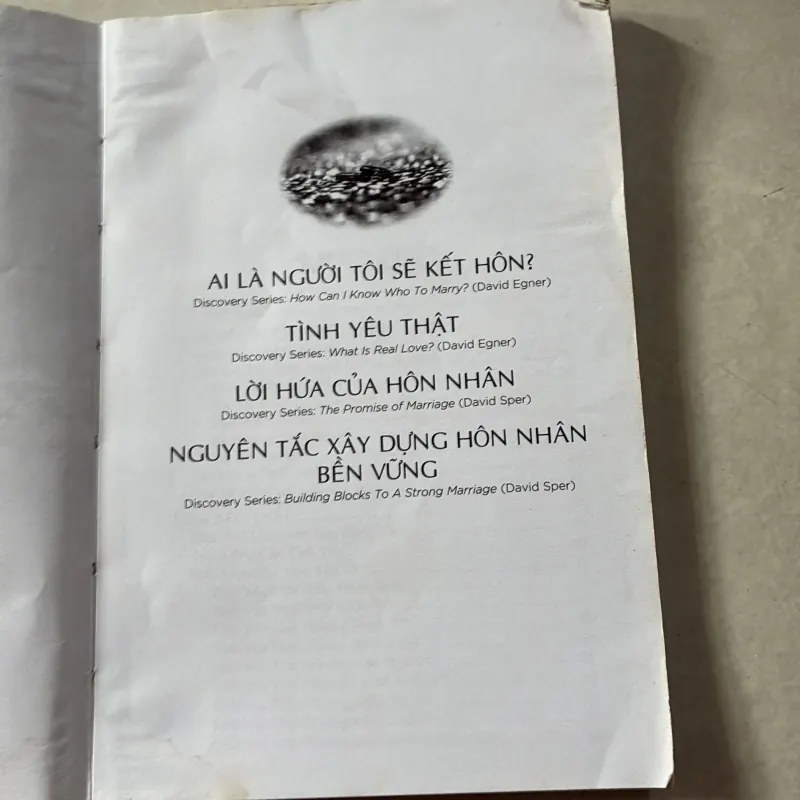 AI LÀ NGƯỜI TÔI SẼ KẾT HÔN?
Discovery Series: How Can I Know Who To Marry? (David Egner)
TÌNH YÊU THẬT
Discovery Series: What Is Real Love? (David Egner)
LỜI HỨA CỦA HÔN NHÂN
Discovery Series: The Promise of Marriage (David Sper)
NGUYÊN TẮC XÂY DỰNG HÔN NHÂN
BỀN VỮNG
Discovery Series: Building Blocks To A Strong Marriage (David Sper)